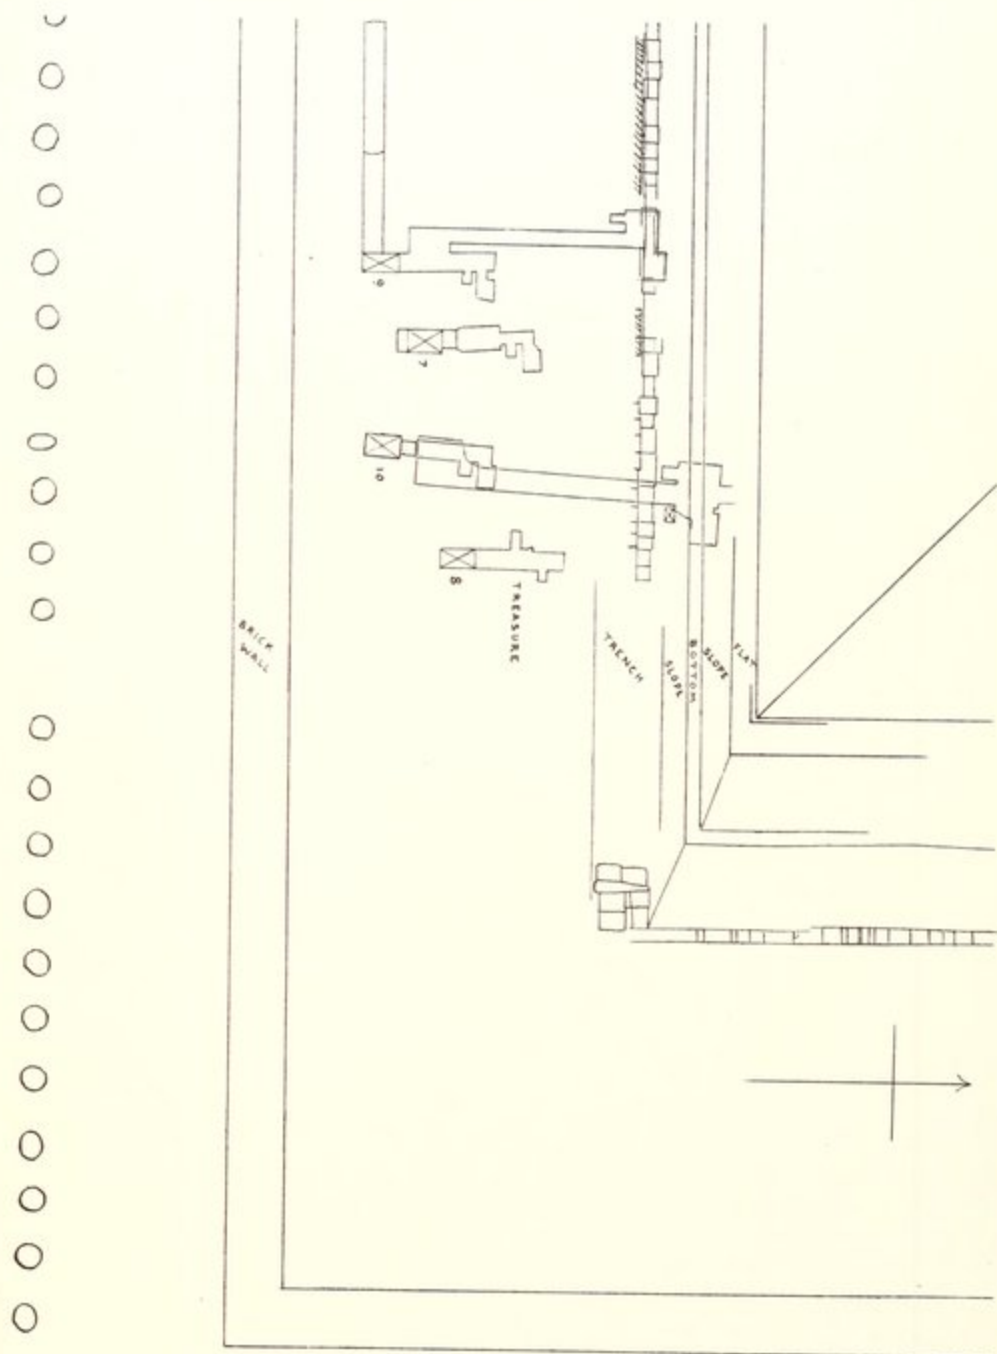 9
7
10
8
TREASURE
BRICK
WALL
TRENCH
SLOPE
BOTTOM
SLOPE
FLAT